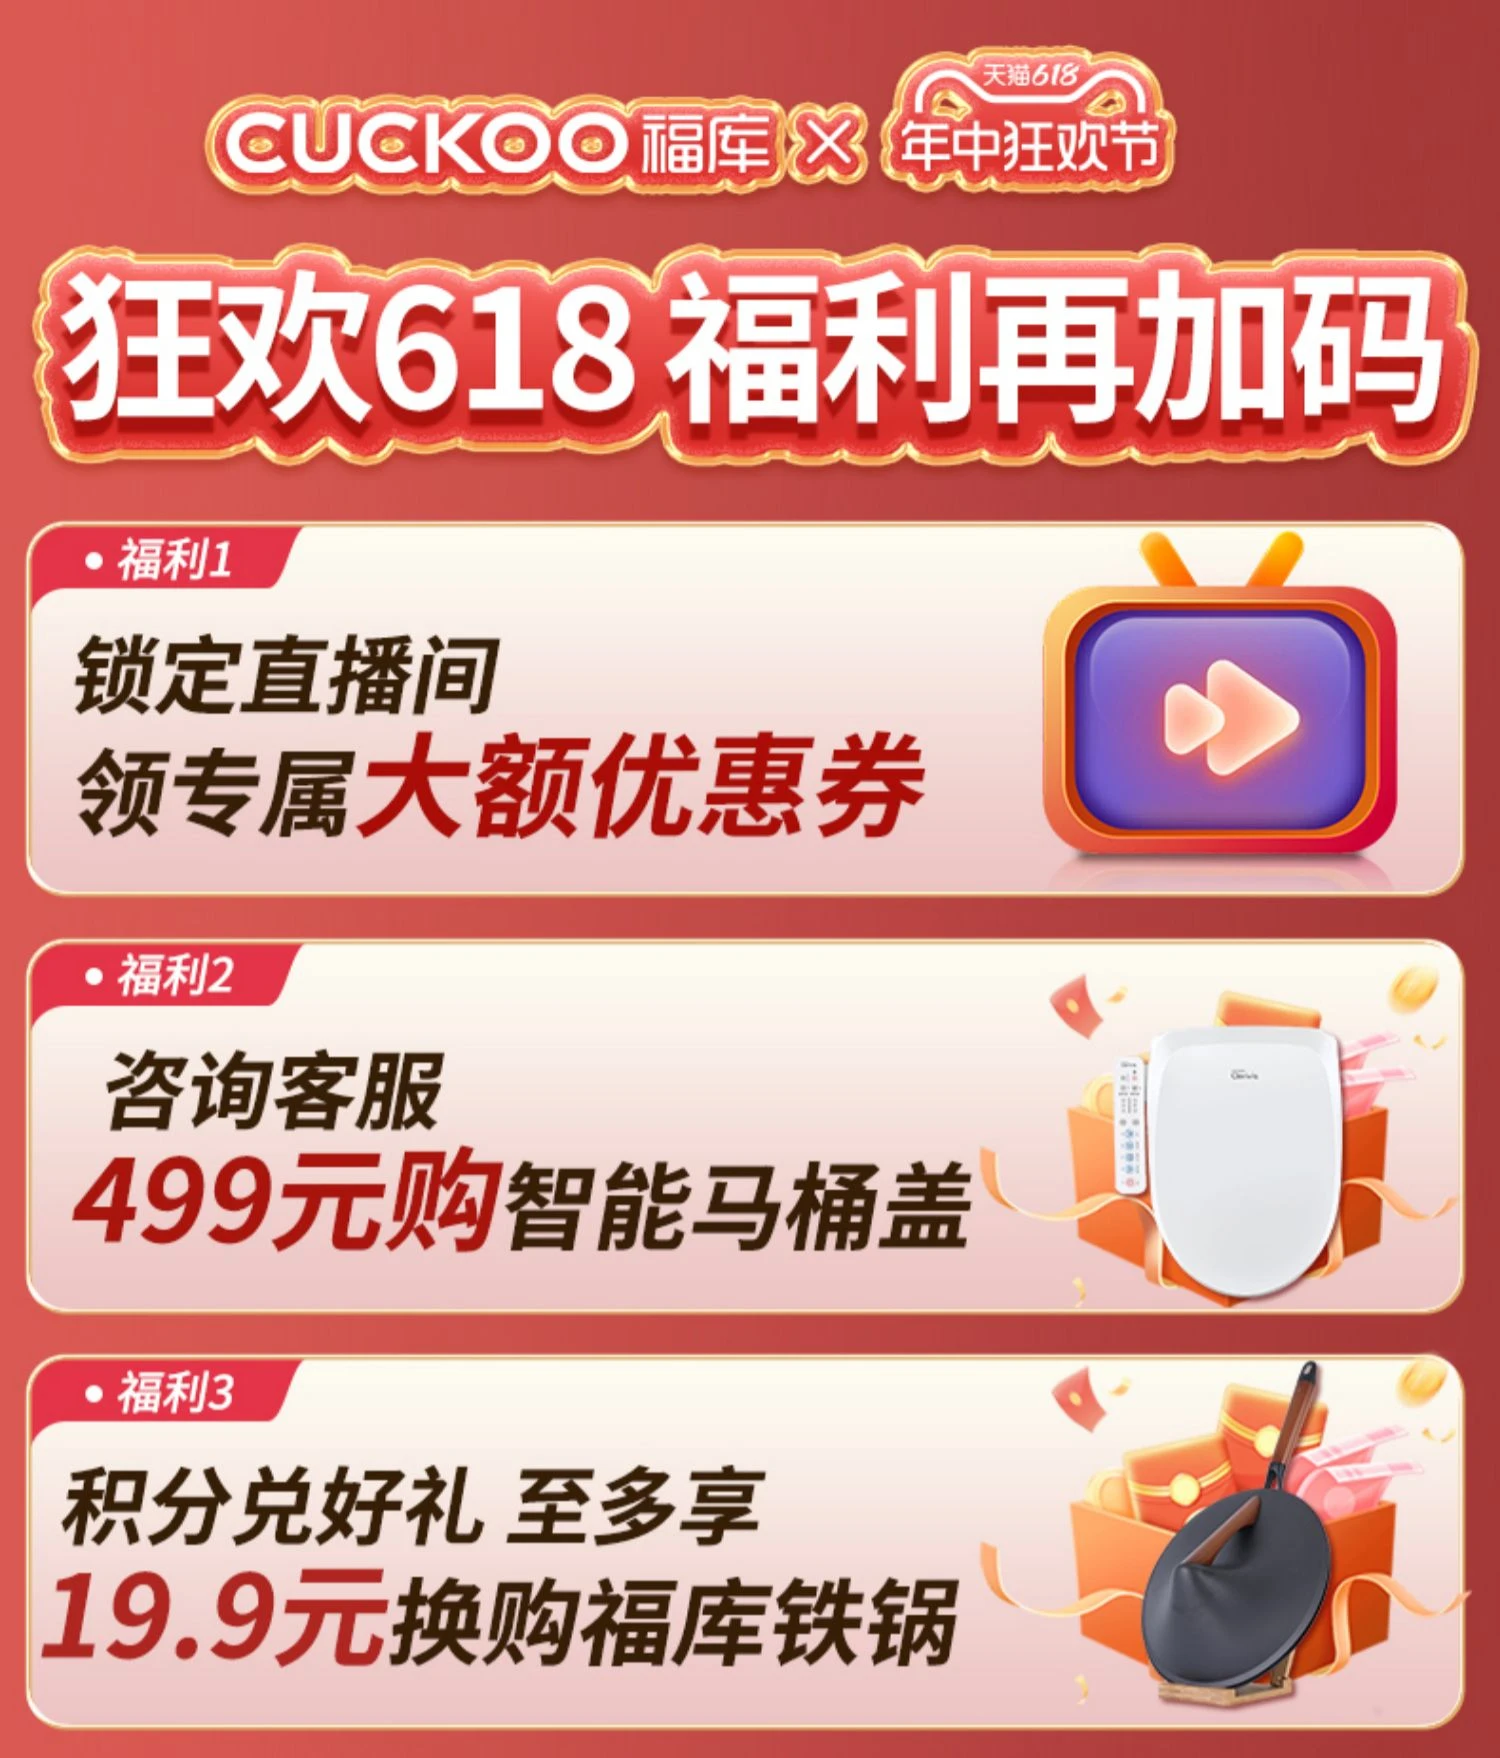 CUCKOO福库×
天猫618
年中狂欢节
狂欢618 福利再加码
•福利1
锁定直播间
领专属大额优惠券
•福利2
咨询客服
499元购智能马桶盖
•福利3
积分兑好礼 至多享
19.9元换购福库铁锅